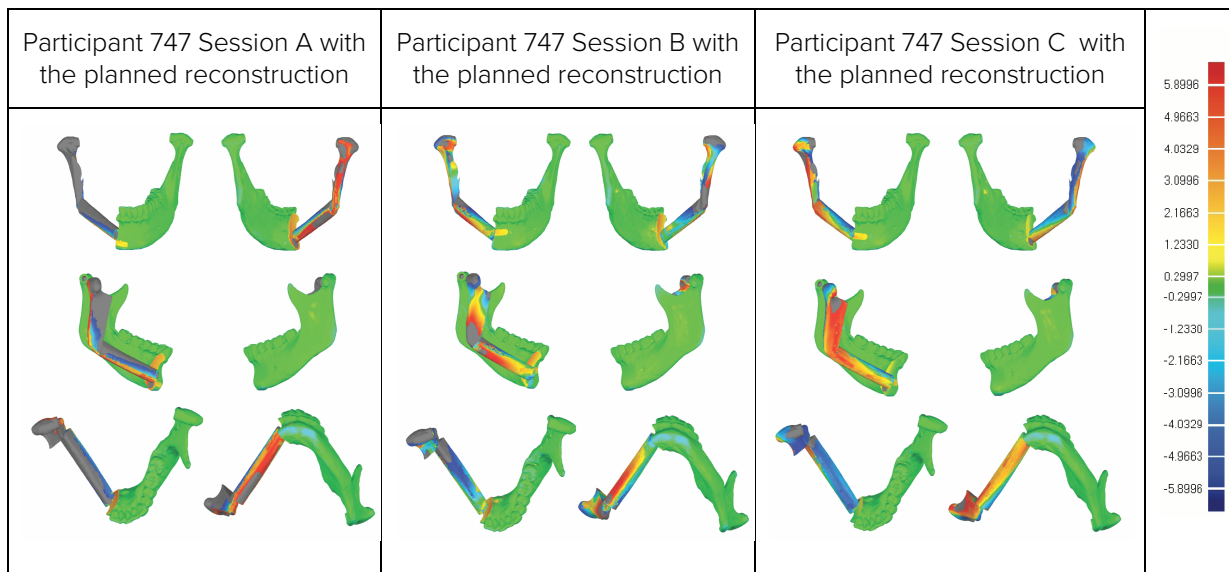 Participant 747 Session A with
the planned reconstruction
Participant 747 Session B with
the planned reconstruction
Participant 747 Session C with
the planned reconstruction
5.8996
4.9663
4.0329
3.0996
2.1663
1.2330
0.2997
-0.2997
-1.2330
-2.1663
-3.0996
-4.0329
-4.9663
-5.8996